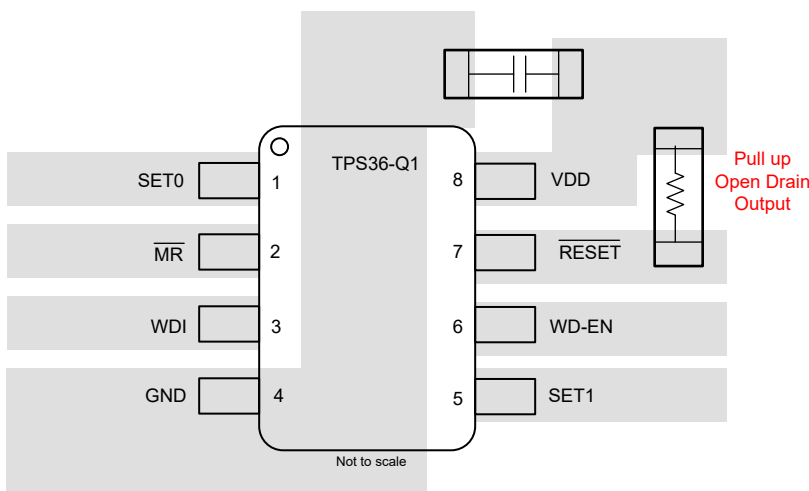 TPS36-Q1
SET0
1
8
VDD
Pull up
Open Drain
Output
MR
2
7
RESET
WDI
3
6
WD-EN
GND
4
5
SET1
Not to scale